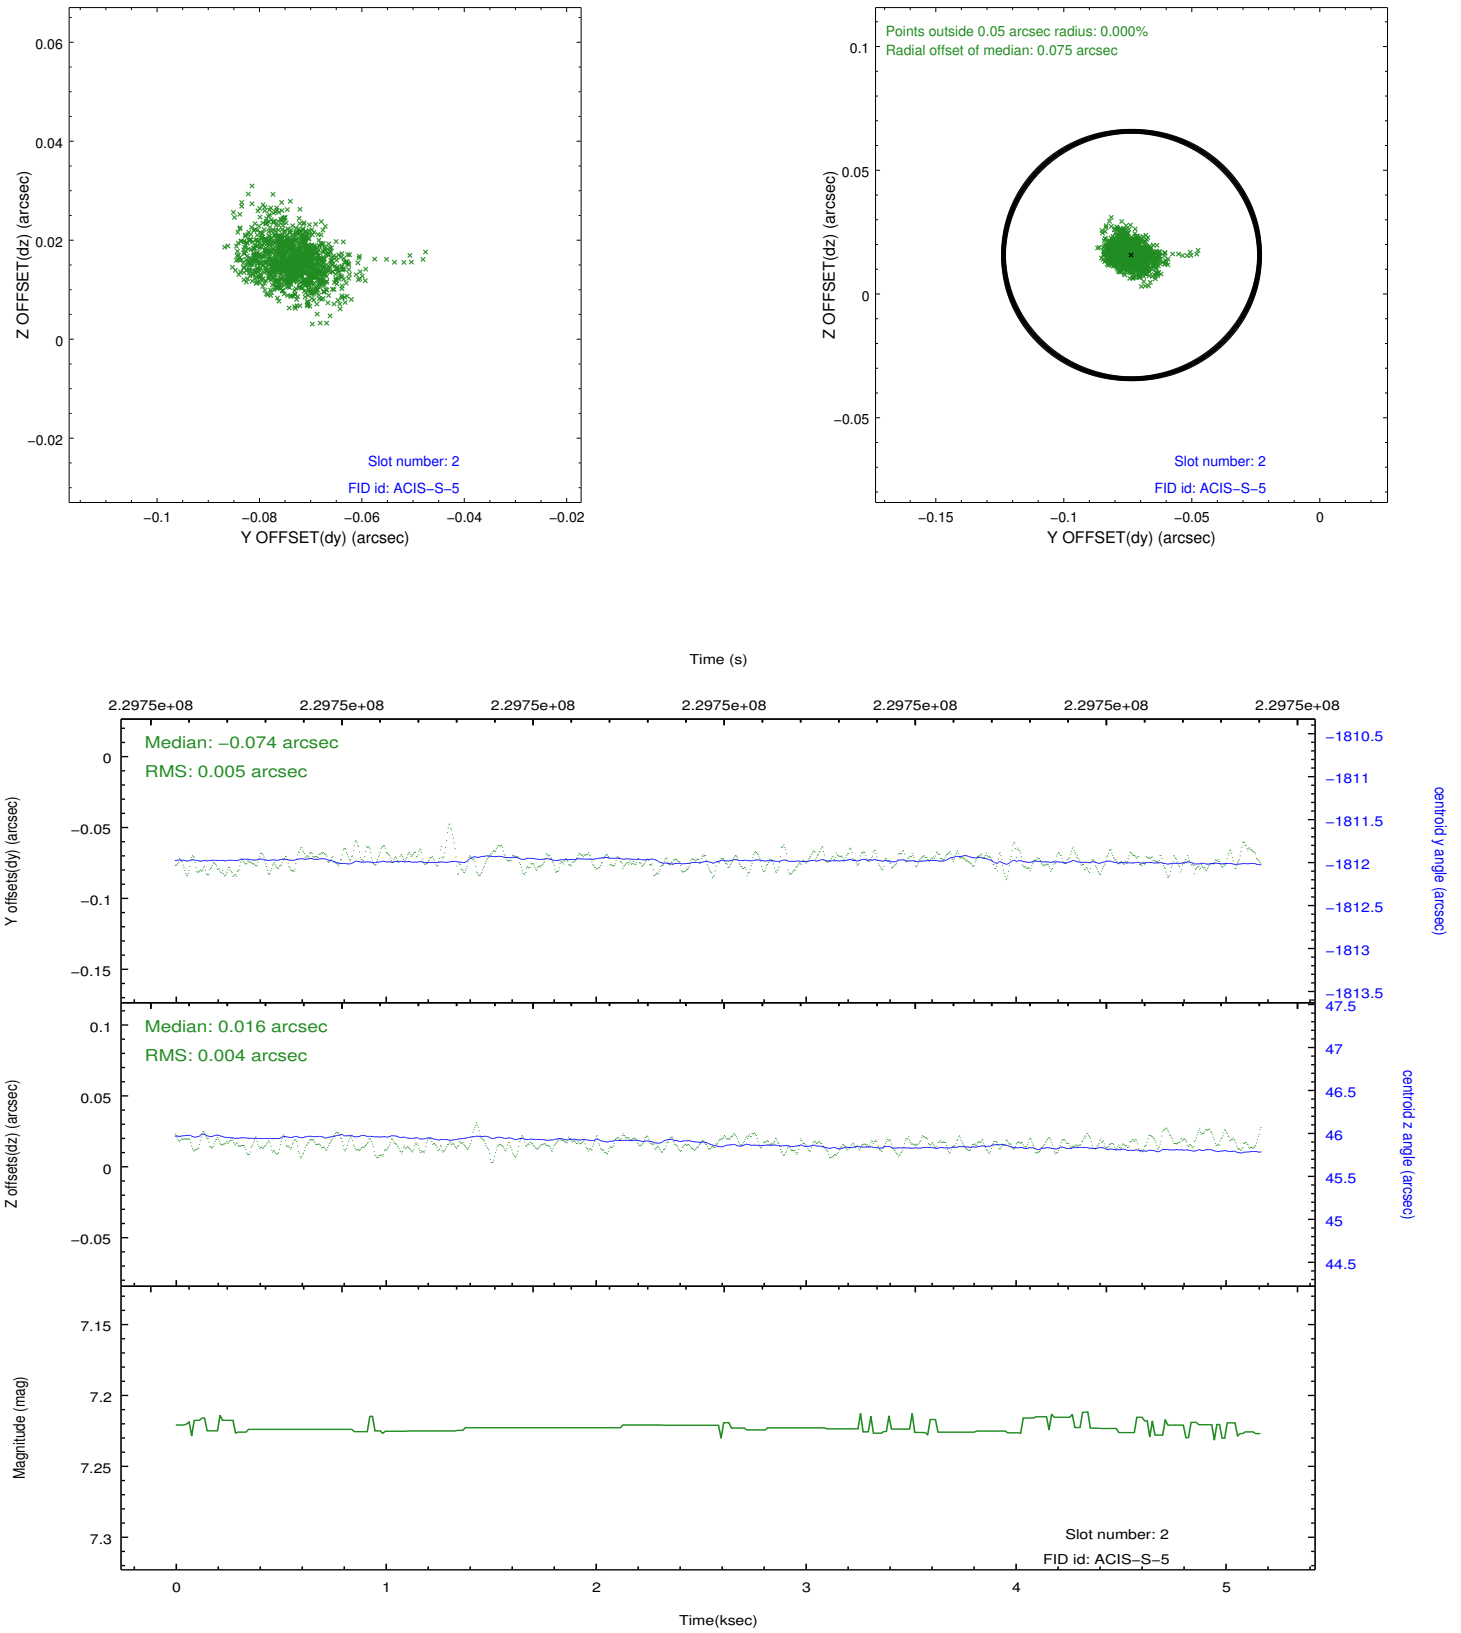 0.06
0.04
0.02
0
−0.02
Z OFFSET(dz) (arcsec)
Slot number: 2
FID id: ACIS−S−5
−0.1
−0.08
−0.06
−0.04
−0.02
Y OFFSET(dy) (arcsec)
Points outside 0.05 arcsec radius: 0.000%
Radial offset of median: 0.075 arcsec
0.1
0.05
0
−0.05
Z OFFSET(dz) (arcsec)
Slot number: 2
FID id: ACIS−S−5
−0.15
−0.1
−0.05
0
Y OFFSET(dy) (arcsec)
Time (s)
2.2975e+08
2.2975e+08
2.2975e+08
2.2975e+08
2.2975e+08
2.2975e+08
2.2975e+08
Median: −0.074 arcsec
RMS: 0.005 arcsec
0
−0.05
−0.1
−0.15
Y offsets(dy) (arcsec)
−1810.5
−1811
−1811.5
−1812
−1812.5
−1813
−1813.5
centroid y angle (arcsec)
Median: 0.016 arcsec
RMS: 0.004 arcsec
0.1
0.05
0
−0.05
Z offsets(dz) (arcsec)
47.5
47
46.5
46
45.5
45
44.5
centroid z angle (arcsec)
7.15
7.2
7.25
7.3
Magnitude (mag)
Slot number: 2
FID id: ACIS−S−5
0
1
2
3
4
5
Time(ksec)